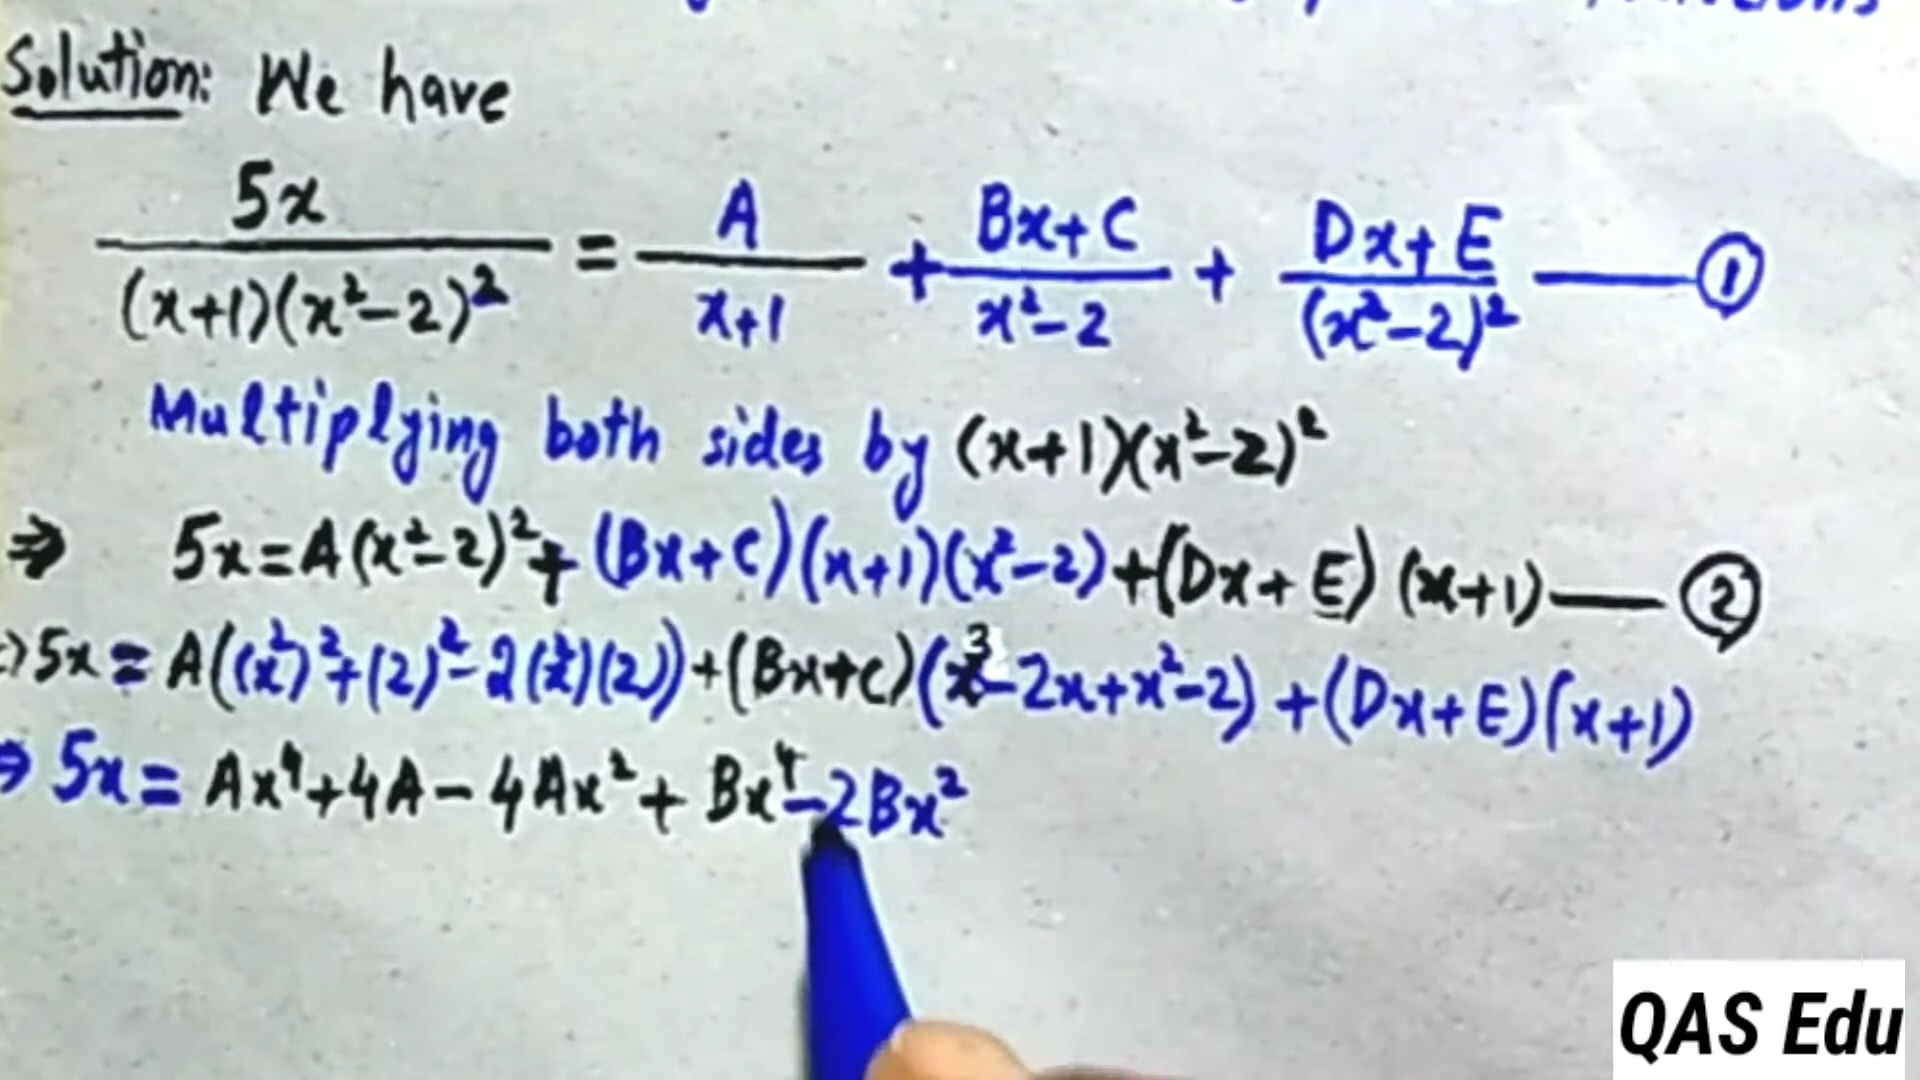 Solution: We have
5x/(x+1)(x²-2)² = A/x+1 + Bx+C/x²-2 + Dx+E/(x²-2)² — ①
Multiplying both sides by (x+1)(x²-2)²
⇒ 5x=A(x²-2)²+(Bx+C)(x+1)(x²-2)+(Dx+E)(x+1) — ②
⇒ 5x = A((x²)²+(2)²-2(x²)(2))+(Bx+C)(x³-2x+x²-2)+(Dx+E)(x+1)
⇒ 5x = Ax⁴+4A-4Ax²+Bx⁴-2Bx²
QAS Edu